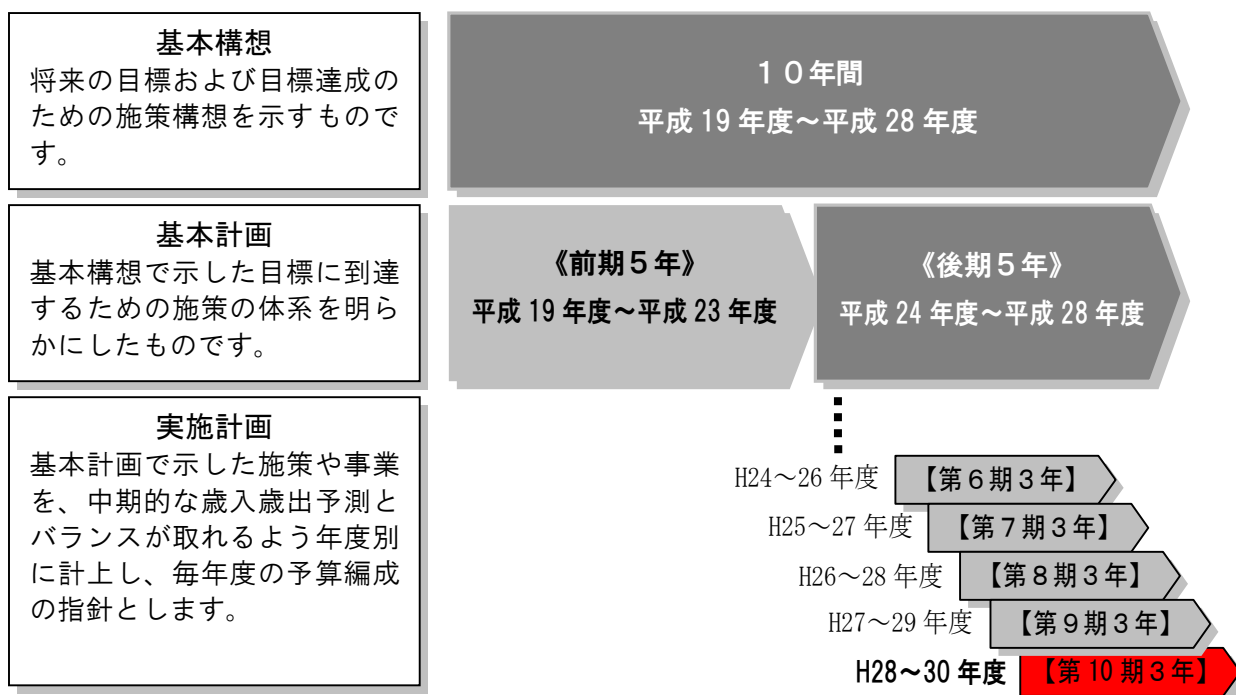 基本構想
将来の目標および目標達成の
ための施策構想を示すもので
す。
１０年間
平成 19 年度～平成 28 年度
基本計画
基本構想で示した目標に到達
するための施策の体系を明ら
かにしたものです。
《前期５年》
平成 19 年度～平成 23 年度
《後期５年》
平成 24 年度～平成 28 年度
実施計画
基本計画で示した施策や事業
を、中期的な歳入歳出予測と
バランスが取れるよう年度別
に計上し、毎年度の予算編成
の指針とします。
H24～26 年度 【第６期３年】
H25～27 年度 【第７期３年】
H26～28 年度 【第８期３年】
H27～29 年度 【第９期３年】
H28～30 年度 【第 10 期３年】